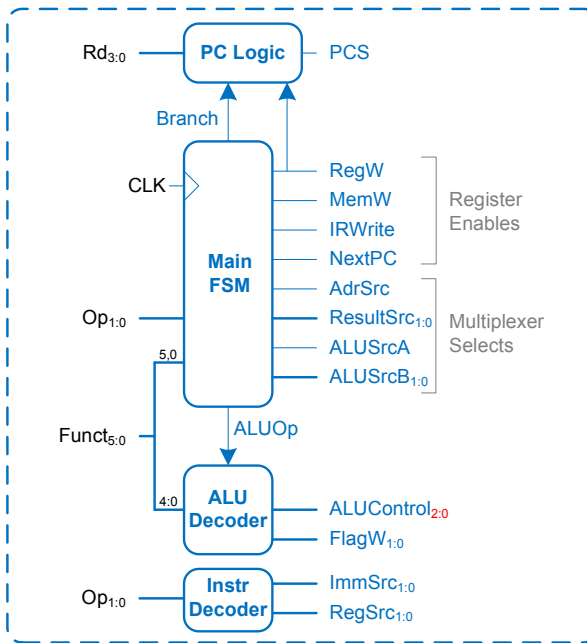 Rd3:0
PC Logic
PCS
Branch
CLK
Main
FSM
RegW
MemW
IRWrite
NextPC
Register
Enables
AdrSrc
ResultSrc1:0
ALUSrcA
ALUSrcB1:0
Multiplexer
Selects
Op1:0
5,0
ALUOp
Funct5:0
4:0
ALU
Decoder
ALUControl2:0
FlagW1:0
Op1:0
Instr
Decoder
ImmSrc1:0
RegSrc1:0